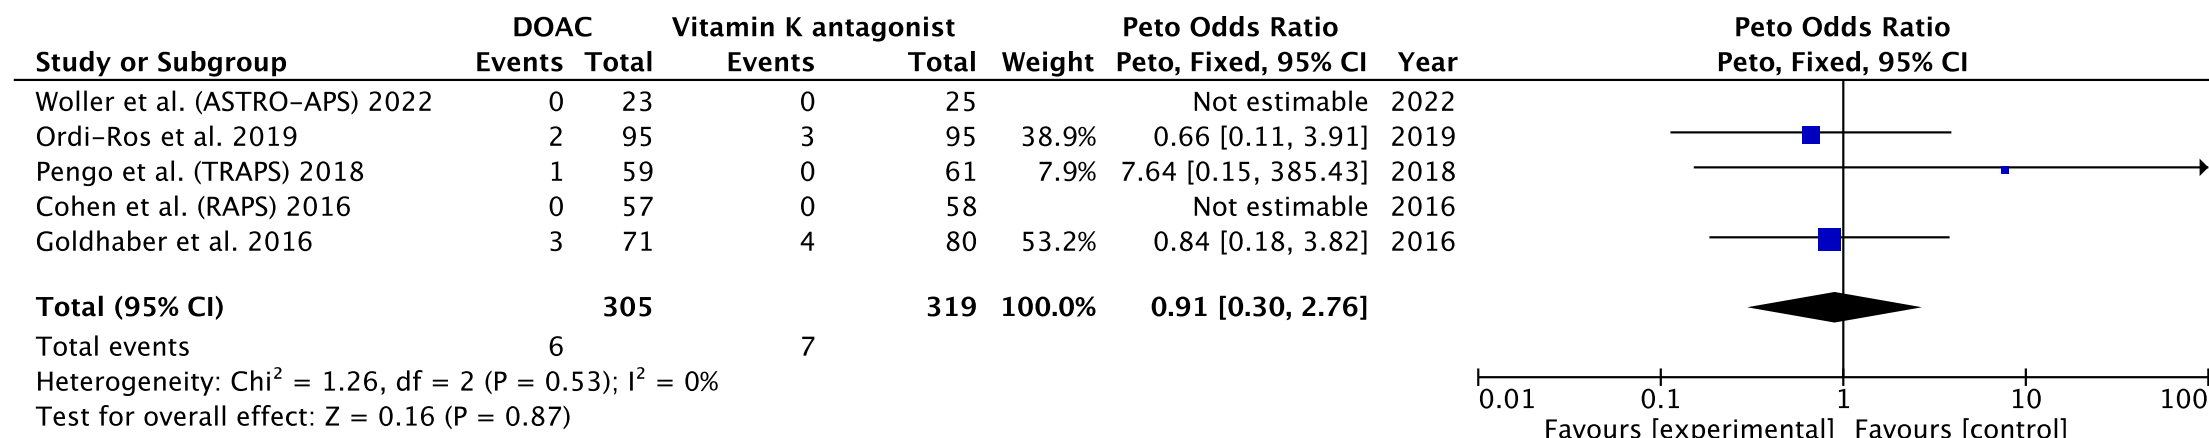 DOAC Vitamin K antagonist Peto Odds Ratio Peto Odds Ratio
Study or Subgroup Events Total Events Total Weight Peto, Fixed, 95% CI Year Peto, Fixed, 95% CI
Woller et al. (ASTRO-APS) 2022 0 23 0 25 Not estimable 2022
Ordi-Ros et al. 2019 2 95 3 95 38.9% 0.66 [0.11, 3.91] 2019
Pengo et al. (TRAPS) 2018 1 59 0 61 7.9% 7.64 [0.15, 385.43] 2018
Cohen et al. (RAPS) 2016 0 57 0 58 Not estimable 2016
Goldhaber et al. 2016 3 71 4 80 53.2% 0.84 [0.18, 3.82] 2016
Total (95% CI) 305 319 100.0% 0.91 [0.30, 2.76]
Total events 6 7
Heterogeneity: Chi² = 1.26, df = 2 (P = 0.53); I² = 0%
Test for overall effect: Z = 0.16 (P = 0.87)
0.01 0.1 1 10 100
Favours [experimental] Favours [control]